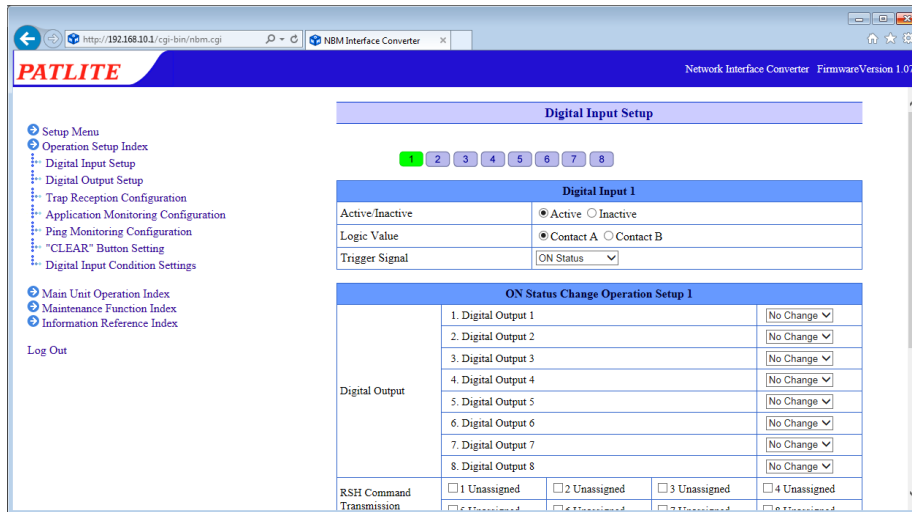 http://192.168.10.1/cgi-bin/nbm.cgi
NBM Interface Converter
PATLITE
Network Interface Converter FirmwareVersion 1.07
Setup Menu
Operation Setup Index
Digital Input Setup
Digital Output Setup
Trap Reception Configuration
Application Monitoring Configuration
Ping Monitoring Configuration
"CLEAR" Button Setting
Digital Input Condition Settings
Main Unit Operation Index
Maintenance Function Index
Information Reference Index
Log Out
Digital Input Setup
1 2 3 4 5 6 7 8
Digital Input 1
Active/Inactive Active Inactive
Logic Value Contact A Contact B
Trigger Signal ON Status
ON Status Change Operation Setup 1
Digital Output
1. Digital Output 1 No Change
2. Digital Output 2 No Change
3. Digital Output 3 No Change
4. Digital Output 4 No Change
5. Digital Output 5 No Change
6. Digital Output 6 No Change
7. Digital Output 7 No Change
8. Digital Output 8 No Change
RSH Command
Transmission
1 Unassigned 2 Unassigned 3 Unassigned 4 Unassigned